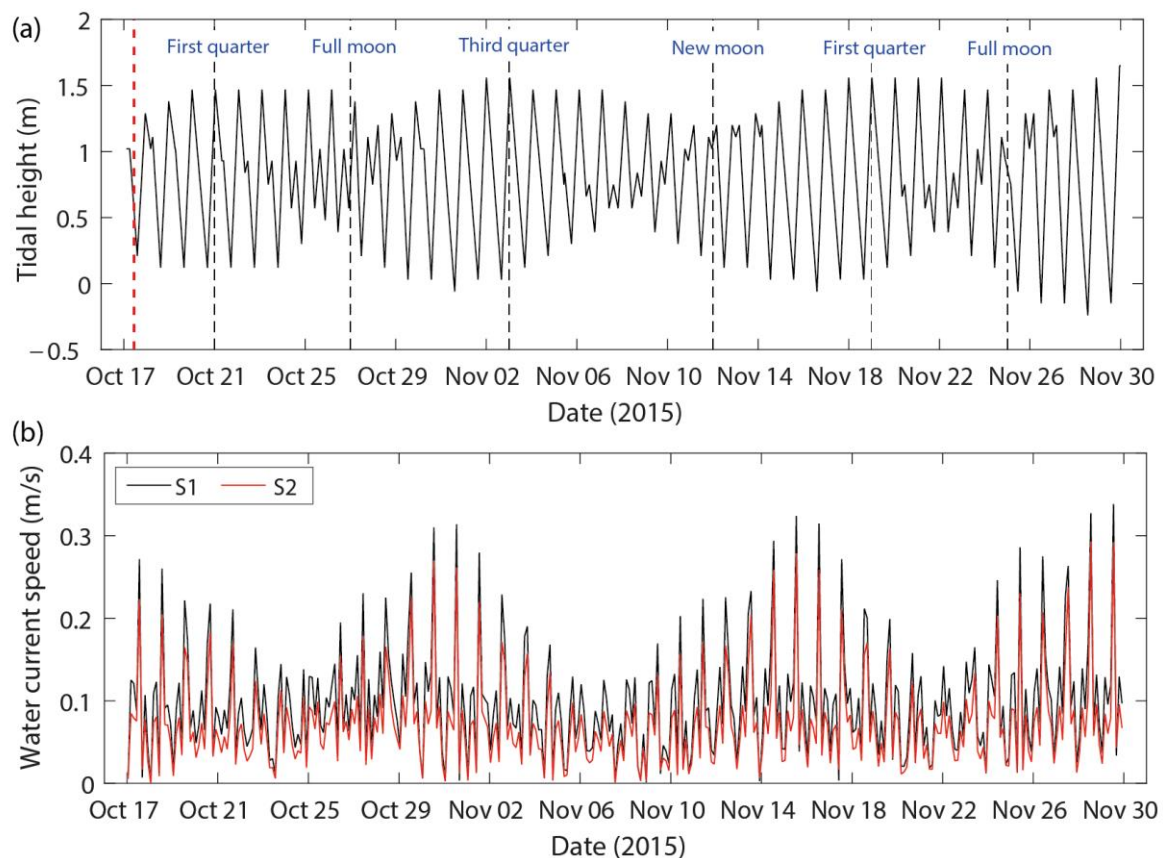 (a)
Tidal height (m)
2
1.5
1
0.5
0
−0.5
First quarter
Full moon
Third quarter
New moon
First quarter
Full moon
Oct 17 Oct 21 Oct 25 Oct 29 Nov 02 Nov 06 Nov 10 Nov 14 Nov 18 Nov 22 Nov 26 Nov 30
Date (2015)
(b)
Water current speed (m/s)
0.4
0.3
0.2
0.1
0
S1 S2
Oct 17 Oct 21 Oct 25 Oct 29 Nov 02 Nov 06 Nov 10 Nov 14 Nov 18 Nov 22 Nov 26 Nov 30
Date (2015)